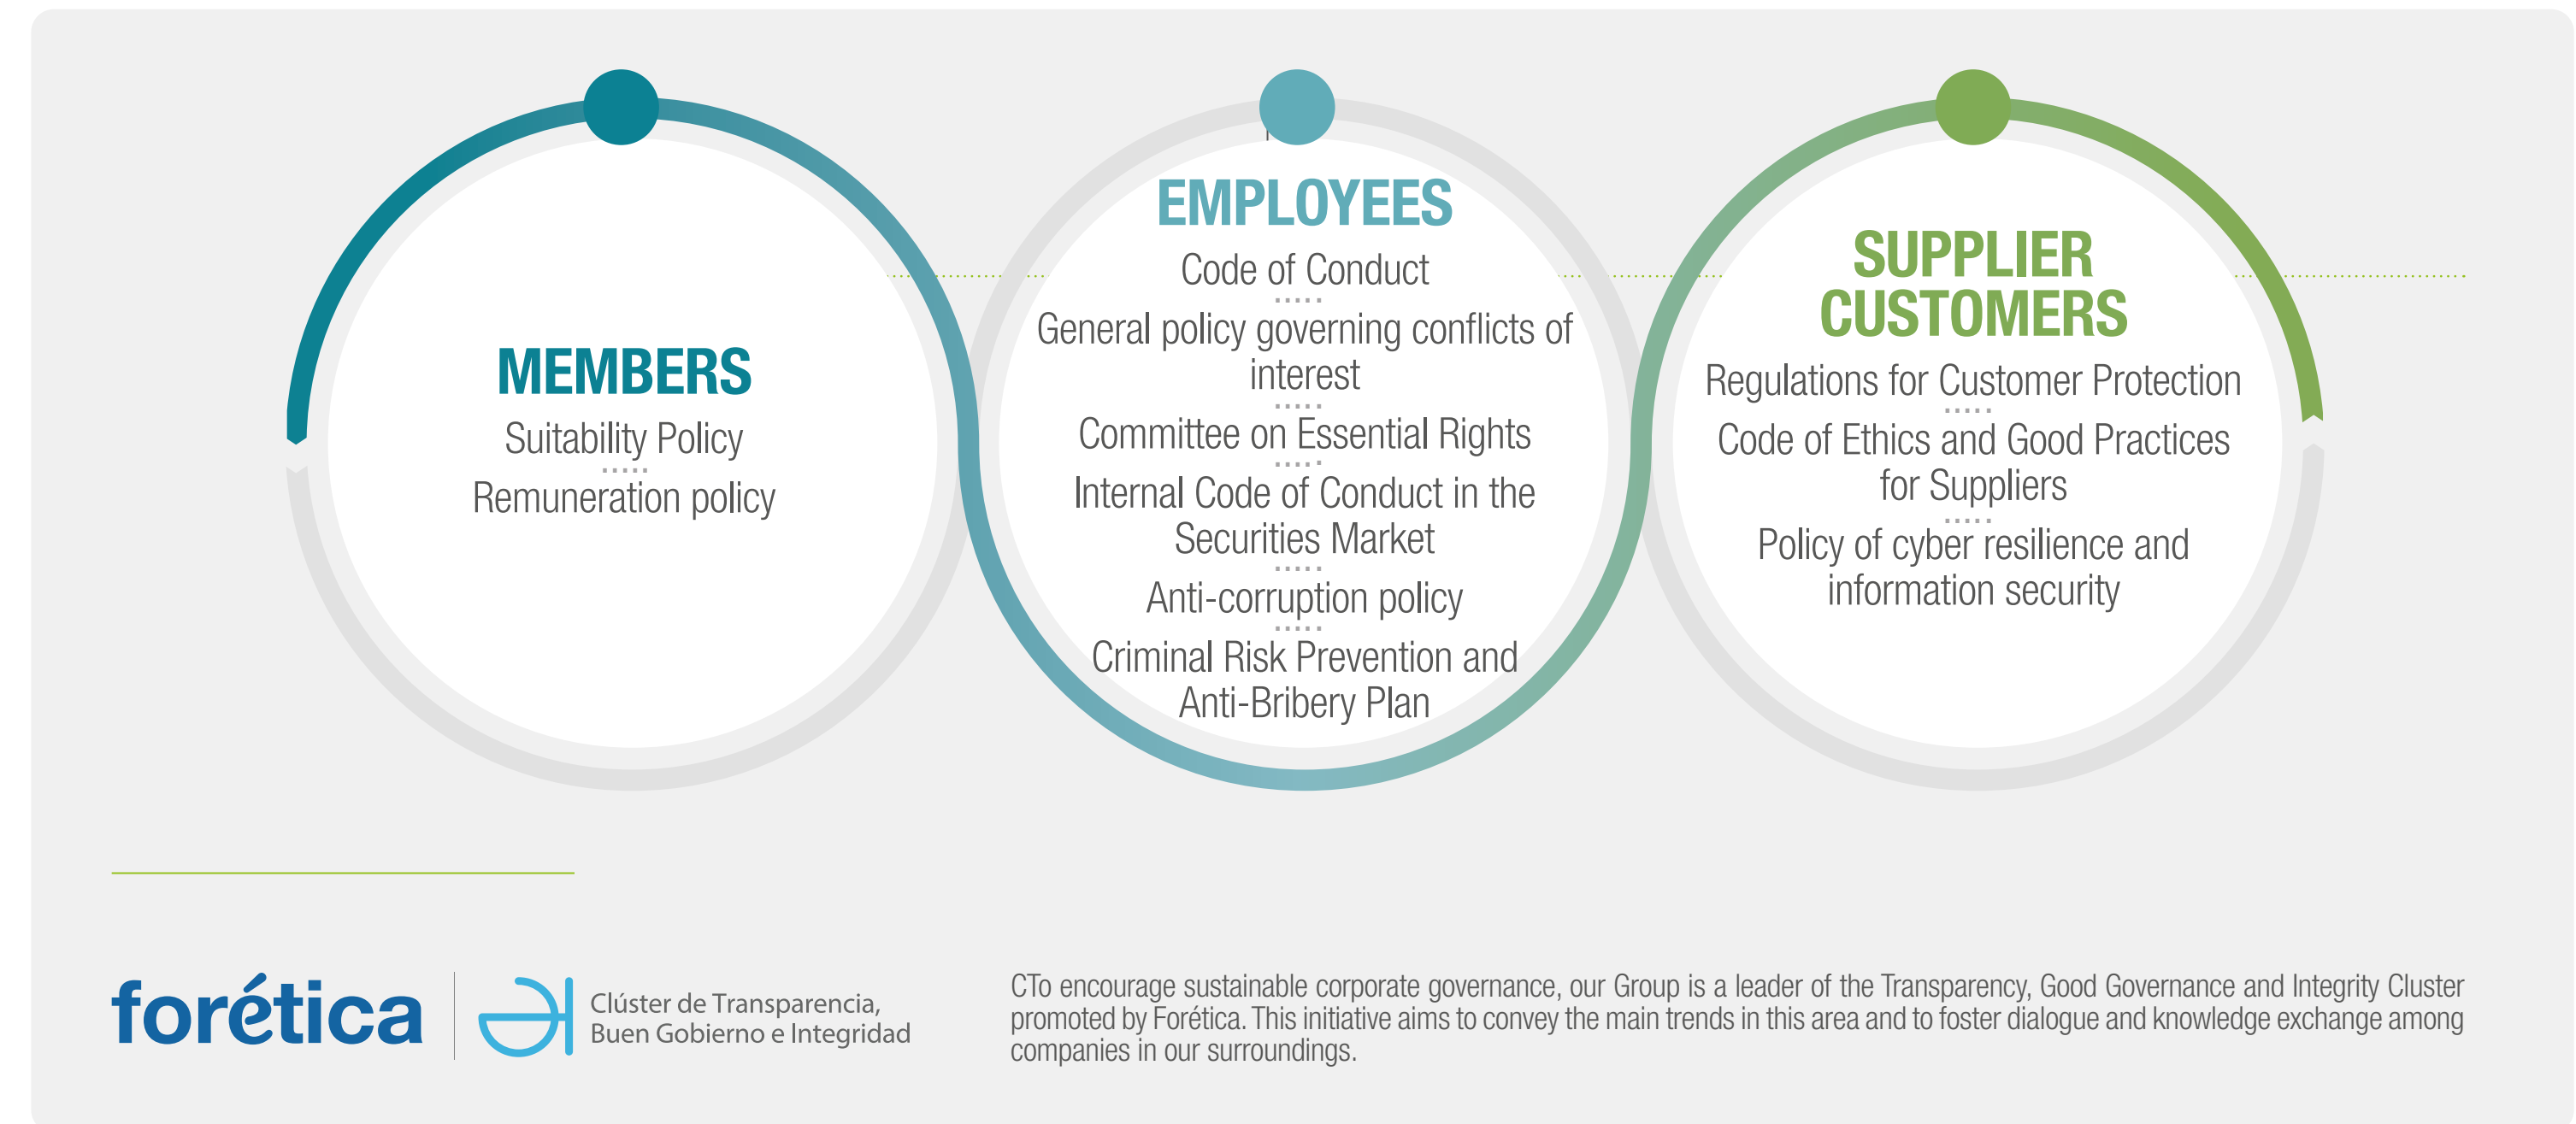 MEMBERS
Suitability Policy
Remuneration policy
EMPLOYEES
Code of Conduct
General policy governing conflicts of
interest
Committee on Essential Rights
Internal Code of Conduct in the
Securities Market
Anti-corruption policy
Criminal Risk Prevention and
Anti-Bribery Plan
SUPPLIER
CUSTOMERS
Regulations for Customer Protection
Code of Ethics and Good Practices
for Suppliers
Policy of cyber resilience and
information security
forética
Clúster de Transparencia,
Buen Gobierno e Integridad
CTo encourage sustainable corporate governance, our Group is a leader of the Transparency, Good Governance and Integrity Cluster
promoted by Forética. This initiative aims to convey the main trends in this area and to foster dialogue and knowledge exchange among
companies in our surroundings.